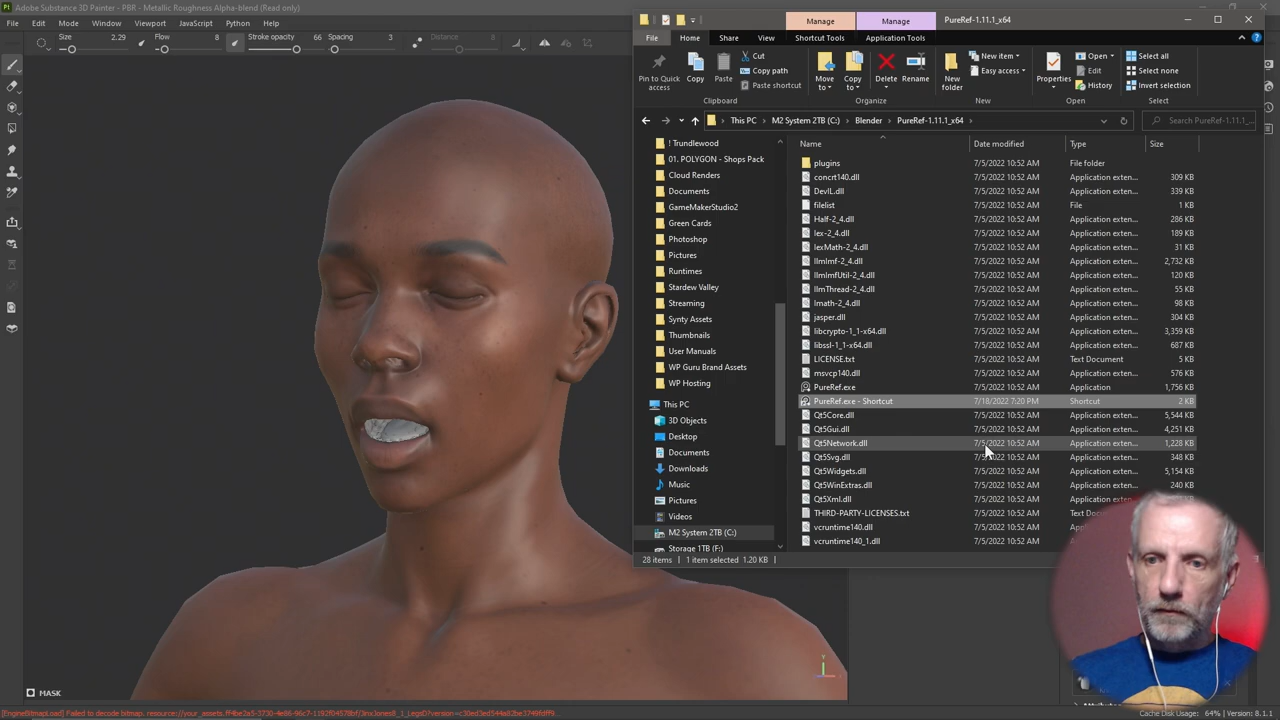 Adobe Substance 3D Painter - PBR - Metallic Roughness Alpha-blend (Read only)
File Edit Mode Window Viewport JavaScript Python Help
Size 2.29 Flow 8 Stroke opacity 66 Spacing 3 Distance 8
Manage Manage PureRef-1.11.1_x64
File Home Share View Shortcut Tools Application Tools
Pin to Quick access
Copy
Paste
Cut
Copy path
Paste shortcut
Move to
Copy to
Delete
Rename
New folder
New item
Easy access
Properties
Open
Edit
History
Select all
Select none
Invert selection
Clipboard Organize New Open Select
This PC M2 System 2TB (C:) Blender PureRef-1.11.1_x64 Search PureRef-1.11.1_...
! Trundlewood
01. POLYGON - Shops Pack
Cloud Renders
Documents
GameMakerStudio2
Green Cards
Photoshop
Pictures
Runtimes
Stardew Valley
Streaming
Synty Assets
Thumbnails
User Manuals
WP Guru Brand Assets
WP Hosting
This PC
3D Objects
Desktop
Documents
Downloads
Music
Pictures
Videos
M2 System 2TB (C:)
Storage 1TB (F:)
Name Date modified Type Size
plugins 7/5/2022 10:52 AM File folder
concrt140.dll 7/5/2022 10:52 AM Application exten... 309 KB
DevIL.dll 7/5/2022 10:52 AM Application exten... 339 KB
filelist 7/5/2022 10:52 AM File 1 KB
Half-2_4.dll 7/5/2022 10:52 AM Application exten... 286 KB
Iex-2_4.dll 7/5/2022 10:52 AM Application exten... 189 KB
IexMath-2_4.dll 7/5/2022 10:52 AM Application exten... 31 KB
IlmImf-2_4.dll 7/5/2022 10:52 AM Application exten... 2,732 KB
IlmImfUtil-2_4.dll 7/5/2022 10:52 AM Application exten... 120 KB
IlmThread-2_4.dll 7/5/2022 10:52 AM Application exten... 55 KB
Imath-2_4.dll 7/5/2022 10:52 AM Application exten... 98 KB
jasper.dll 7/5/2022 10:52 AM Application exten... 304 KB
libcrypto-1_1-x64.dll 7/5/2022 10:52 AM Application exten... 3,359 KB
libssl-1_1-x64.dll 7/5/2022 10:52 AM Application exten... 687 KB
LICENSE.txt 7/5/2022 10:52 AM Text Document 5 KB
msvcp140.dll 7/5/2022 10:52 AM Application exten... 576 KB
PureRef.exe 7/5/2022 10:52 AM Application 1,756 KB
PureRef.exe - Shortcut 7/18/2022 7:20 PM Shortcut 2 KB
Qt5Core.dll 7/5/2022 10:52 AM Application exten... 5,544 KB
Qt5Gui.dll 7/5/2022 10:52 AM Application exten... 4,251 KB
Qt5Network.dll 7/5/2022 10:52 AM Application exten... 1,228 KB
Qt5Svg.dll 7/5/2022 10:52 AM Application exten... 348 KB
Qt5Widgets.dll 7/5/2022 10:52 AM Application exten... 5,154 KB
Qt5WinExtras.dll 7/5/2022 10:52 AM Application exten... 240 KB
Qt5Xml.dll 7/5/2022 10:52 AM Application exten...
THIRD-PARTY-LICENSES.txt 7/5/2022 10:52 AM Text Doc
vcruntime140.dll 7/5/2022 10:52 AM
vcruntime140_1.dll 7/5/2022 10:52 AM
28 items 1 item selected 1.20 KB
Y
MASK
Cache Disk Usage: 64% Version: 8.1.1